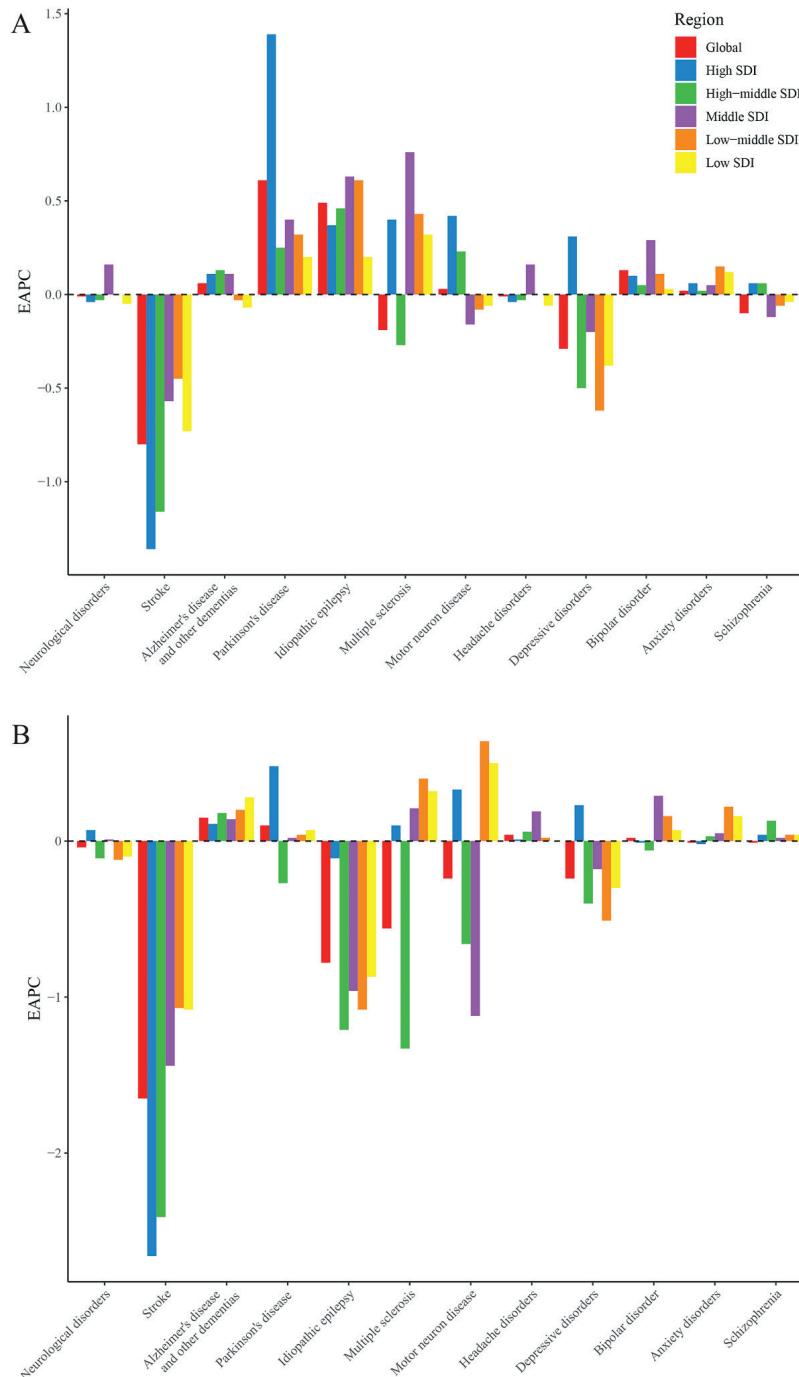 A
Region
Global
High SDI
High-middle SDI
Middle SDI
Low-middle SDI
Low SDI
1.5
1.0
0.5
0.0
−0.5
−1.0
EAPC
Neurological disorders
Stroke
Alzheimer's disease
and other dementias
Parkinson's disease
Idiopathic epilepsy
Multiple sclerosis
Motor neuron disease
Headache disorders
Depressive disorders
Bipolar disorder
Anxiety disorders
Schizophrenia
B
0
−1
−2
EAPC
Neurological disorders
Stroke
Alzheimer's disease
and other dementias
Parkinson's disease
Idiopathic epilepsy
Multiple sclerosis
Motor neuron disease
Headache disorders
Depressive disorders
Bipolar disorder
Anxiety disorders
Schizophrenia